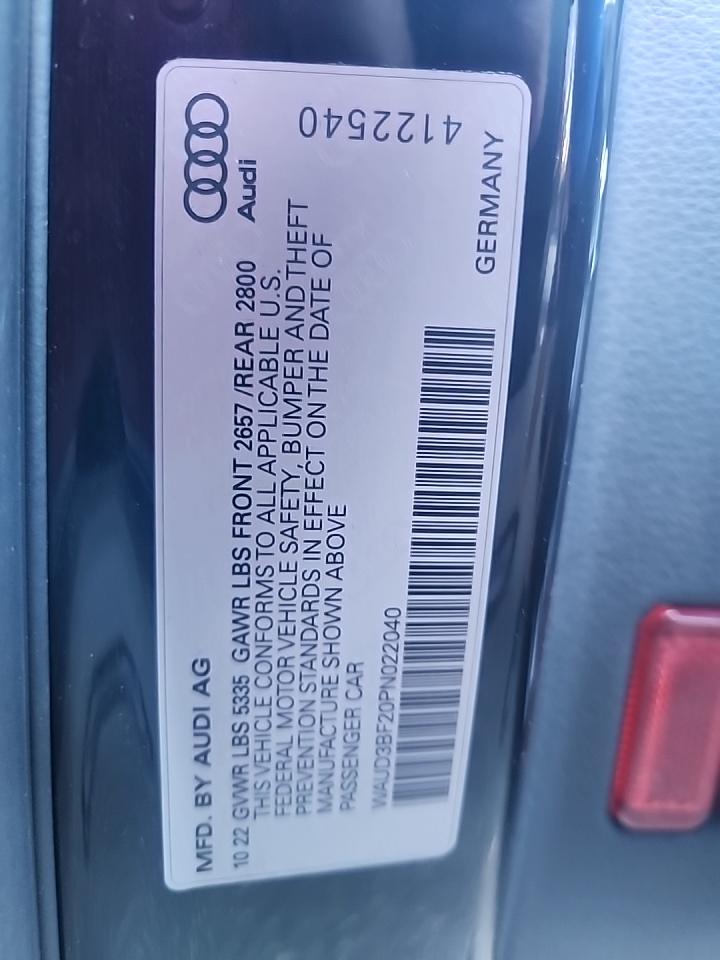 MFD. BY AUDI AG
Audi
10 22 GVWR LBS 5335 GAWR LBS FRONT 2657 /REAR 2800
THIS VEHICLE CONFORMS TO ALL APPLICABLE U.S.
FEDERAL MOTOR VEHICLE SAFETY, BUMPER AND THEFT
PREVENTION STANDARDS IN EFFECT ON THE DATE OF
MANUFACTURE SHOWN ABOVE
PASSENGER CAR
WAUD3BF20PN022040
4122540
GERMANY